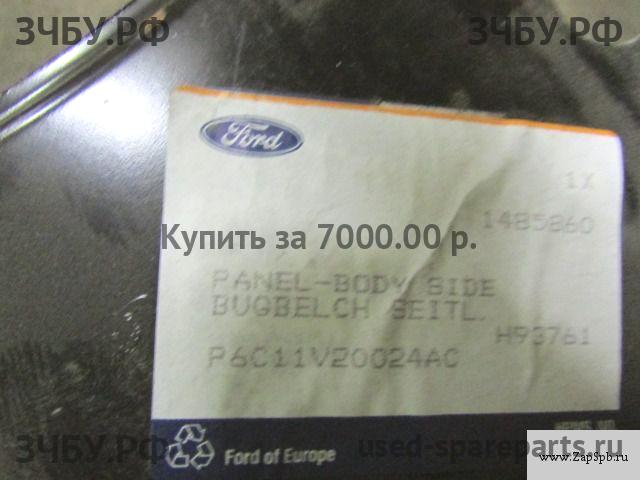 ЗЧБУ.РФ
ЗЧБУ.РФ
Ford
1X
1485860
Купить за 7000.00 р.
PANEL-BODY SIDE
BUGBELCH SEITL.
H93761
P6C11V20024AC
ЗЧБУ.РФ
used-spareparts.ru
Ford of Europe
www.ZapSpb.ru